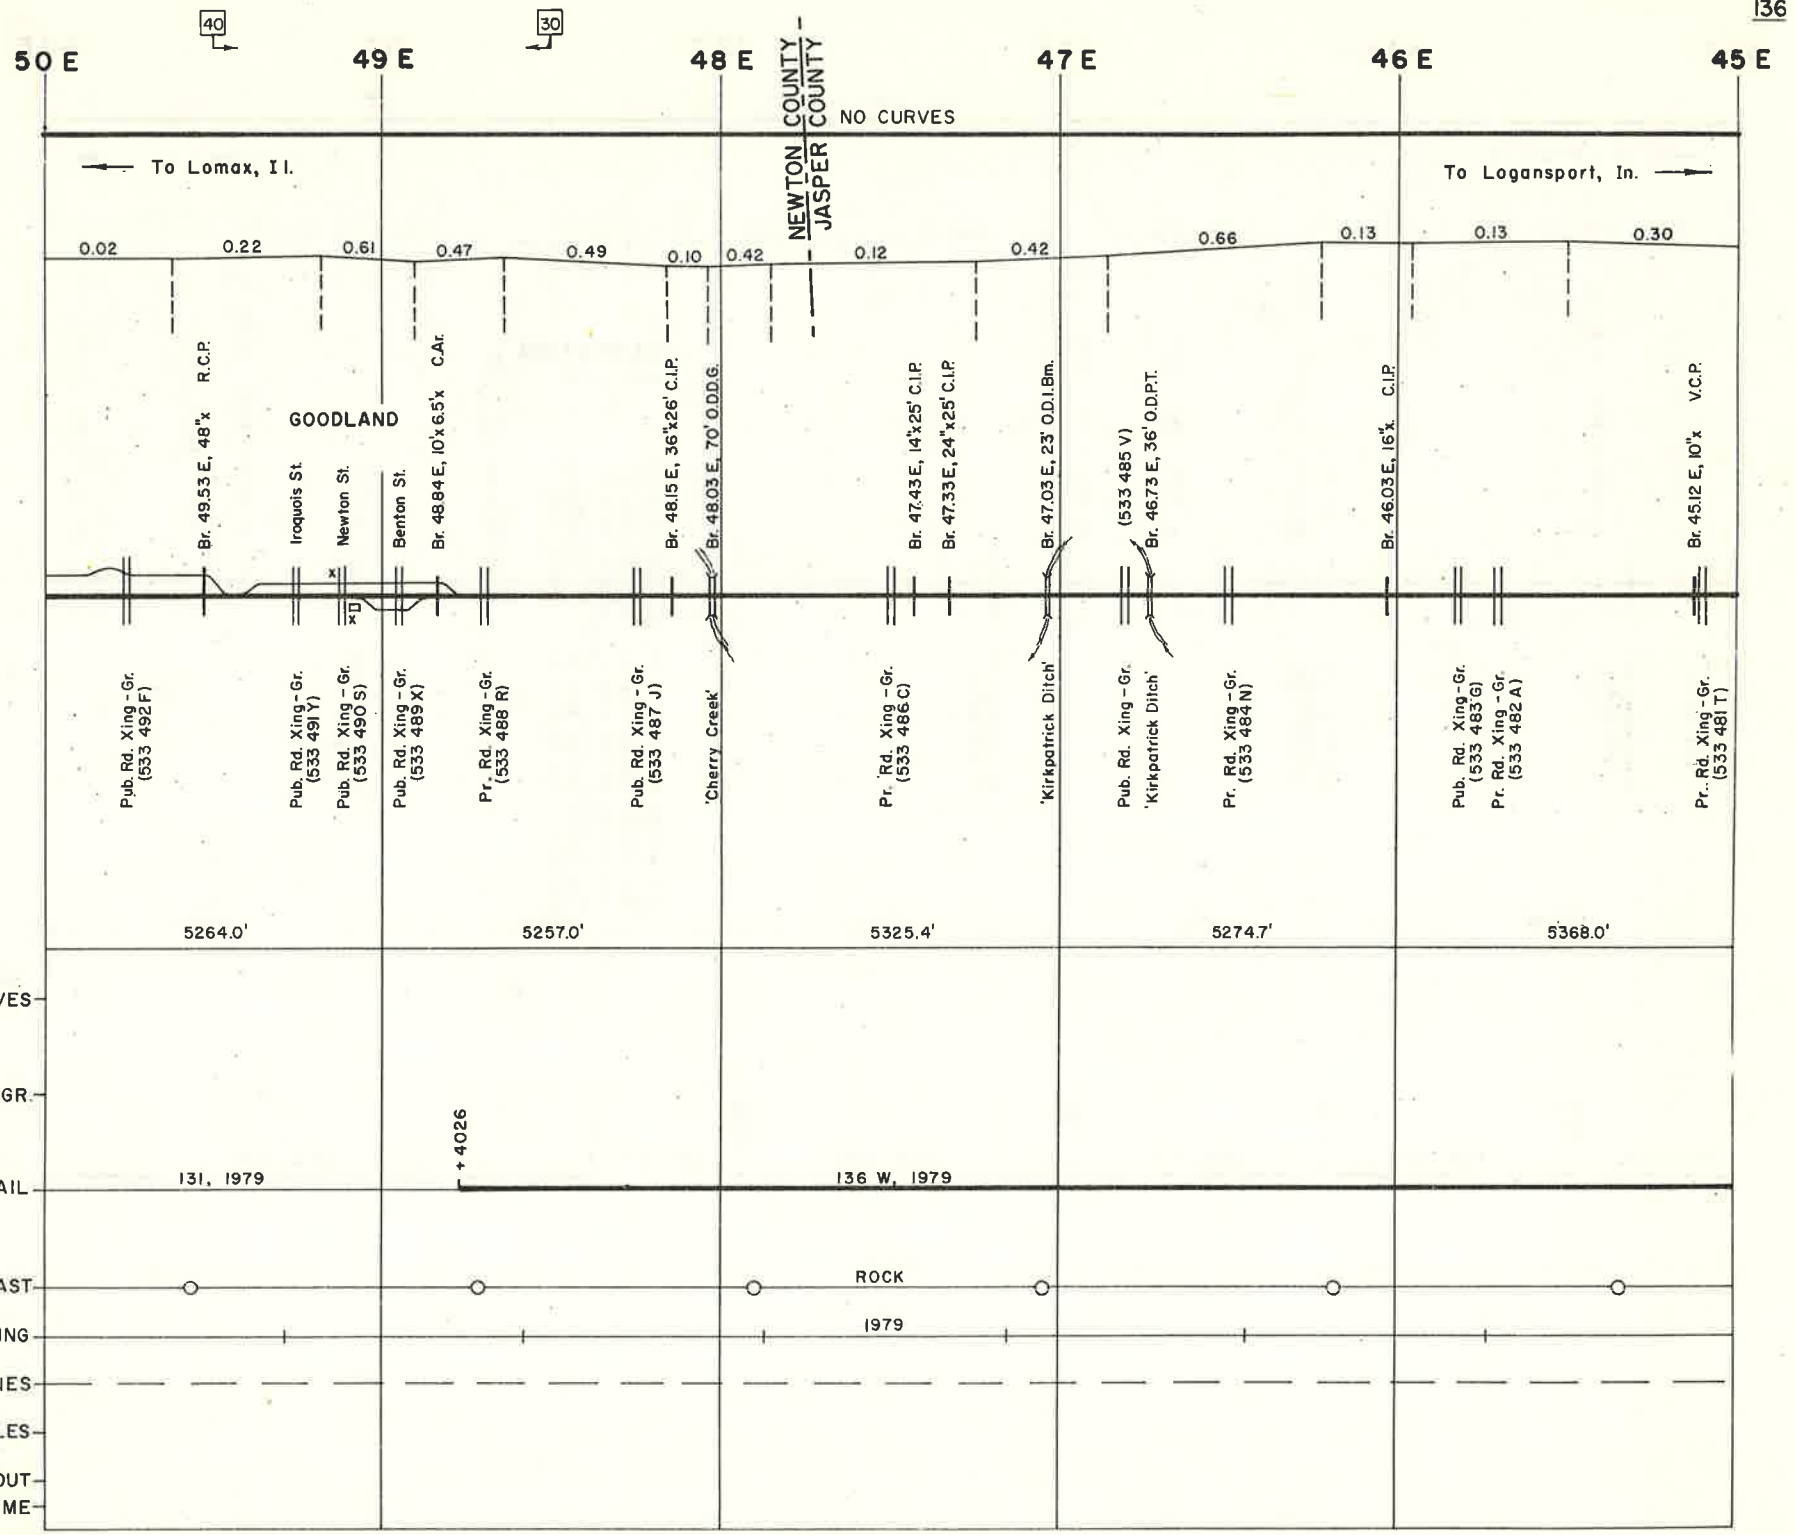 136
40
30
50 E
49 E
48 E
47 E
46 E
45 E
NEWTON COUNTY
JASPER COUNTY
NO CURVES
To Lomax, Il.
To Logansport, In.
NEWTON COUNTY
JASPER COUNTY
0.02
0.22
0.61
0.47
0.49
0.10
0.42
0.12
0.42
0.66
0.13
0.13
0.30
GOODLAND
Br. 49.53 E, 48"x R.C.P.
Iroquois St.
Newton St.
Benton St.
Br. 48.84 E, 10'x 6.5'x C.Ar.
Br. 48.15 E, 36"x26' C.I.P.
Br. 48.03 E, 70' O.D.D.G.
Br. 47.43 E, 14"x25' C.I.P.
Br. 47.33 E, 24"x25' C.I.P.
Br. 47.03 E, 23' O.D.I.Bm.
(533 485 V)
Br. 46.73 E, 36' O.D.P.T.
Br. 46.03 E, 16"x C.I.P.
Br. 45.12 E, 10"x V.C.P.
x
x
Pub. Rd. Xing - Gr.
(533 492 F)
Pub. Rd. Xing - Gr.
(533 491 Y)
Pub. Rd. Xing - Gr.
(533 490 S)
Pub. Rd. Xing - Gr.
(533 489 X)
Pr. Rd. Xing - Gr.
(533 488 R)
Pub. Rd. Xing - Gr.
(533 487 J)
'Cherry Creek'
Pr. Rd. Xing - Gr.
(533 486 C)
'Kirkpatrick Ditch'
Pub. Rd. Xing - Gr.
'Kirkpatrick Ditch'
Pr. Rd. Xing - Gr.
(533 484 N)
Pub. Rd. Xing - Gr.
(533 483 G)
Pr. Rd. Xing - Gr.
(533 482 A)
Pr. Rd. Xing - Gr.
(533 481 T)
5264.0'
5257.0'
5325.4'
5274.7'
5368.0'
VES
GR.
+ 4026
AIL
131, 1979
136 W, 1979
AST
ROCK
ING
1979
IES
LES
OUT
ME